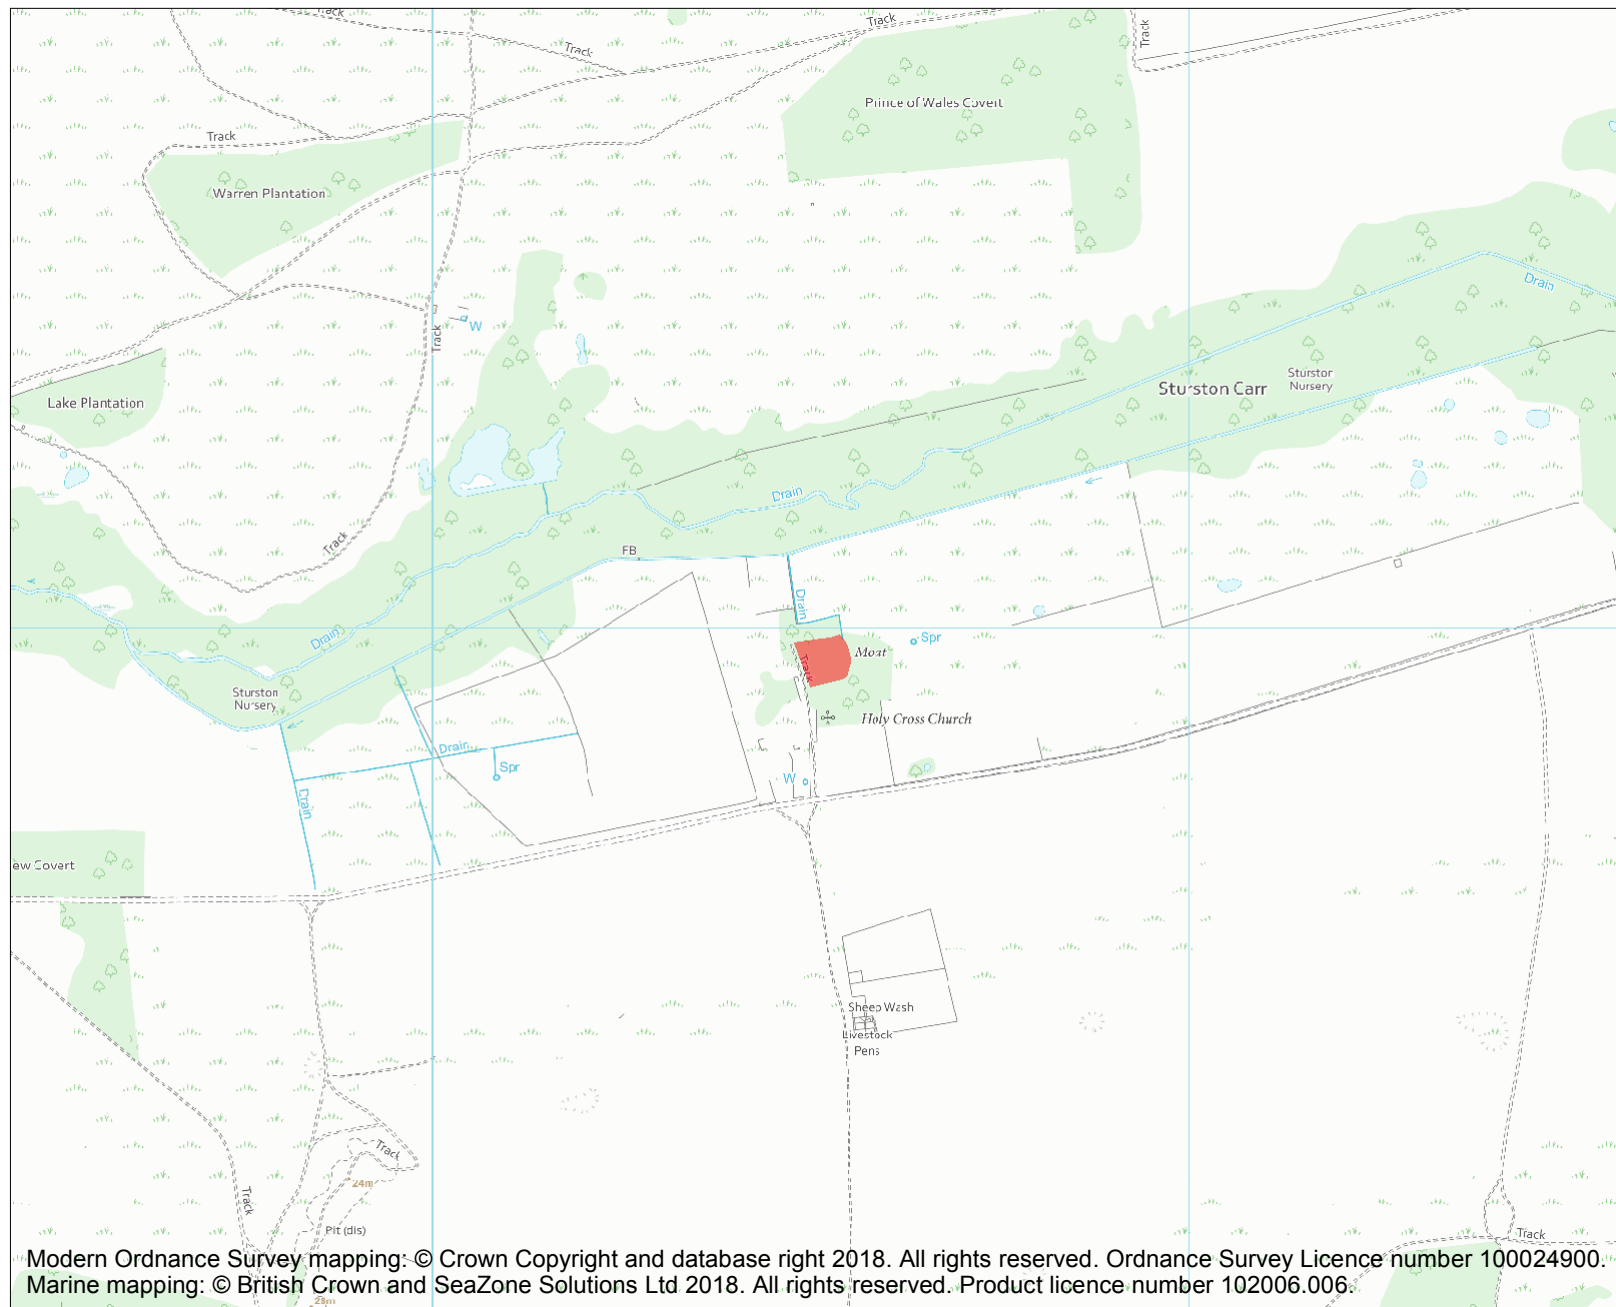 Track
Track
Track
Track
Prince of Wales Covert
Track
Warren Plantation
Drain
W
Track
Sturston Carr
Nursery
Lake Plantation
Drain
Track
FB
Drain
Drain
Spr
Moat
Track
Sturston
Nursery
Holy Cross Church
Drain
Spr
W
Drain
ew Covert
Sheep Wash
Livestock
Pens
Track
24m
Track
Pit (dis)
Track
Modern Ordnance Survey mapping: © Crown Copyright and database right 2018. All rights reserved. Ordnance Survey Licence number 100024900.
Marine mapping: © British Crown and SeaZone Solutions Ltd 2018. All rights reserved. Product licence number 102006.006.